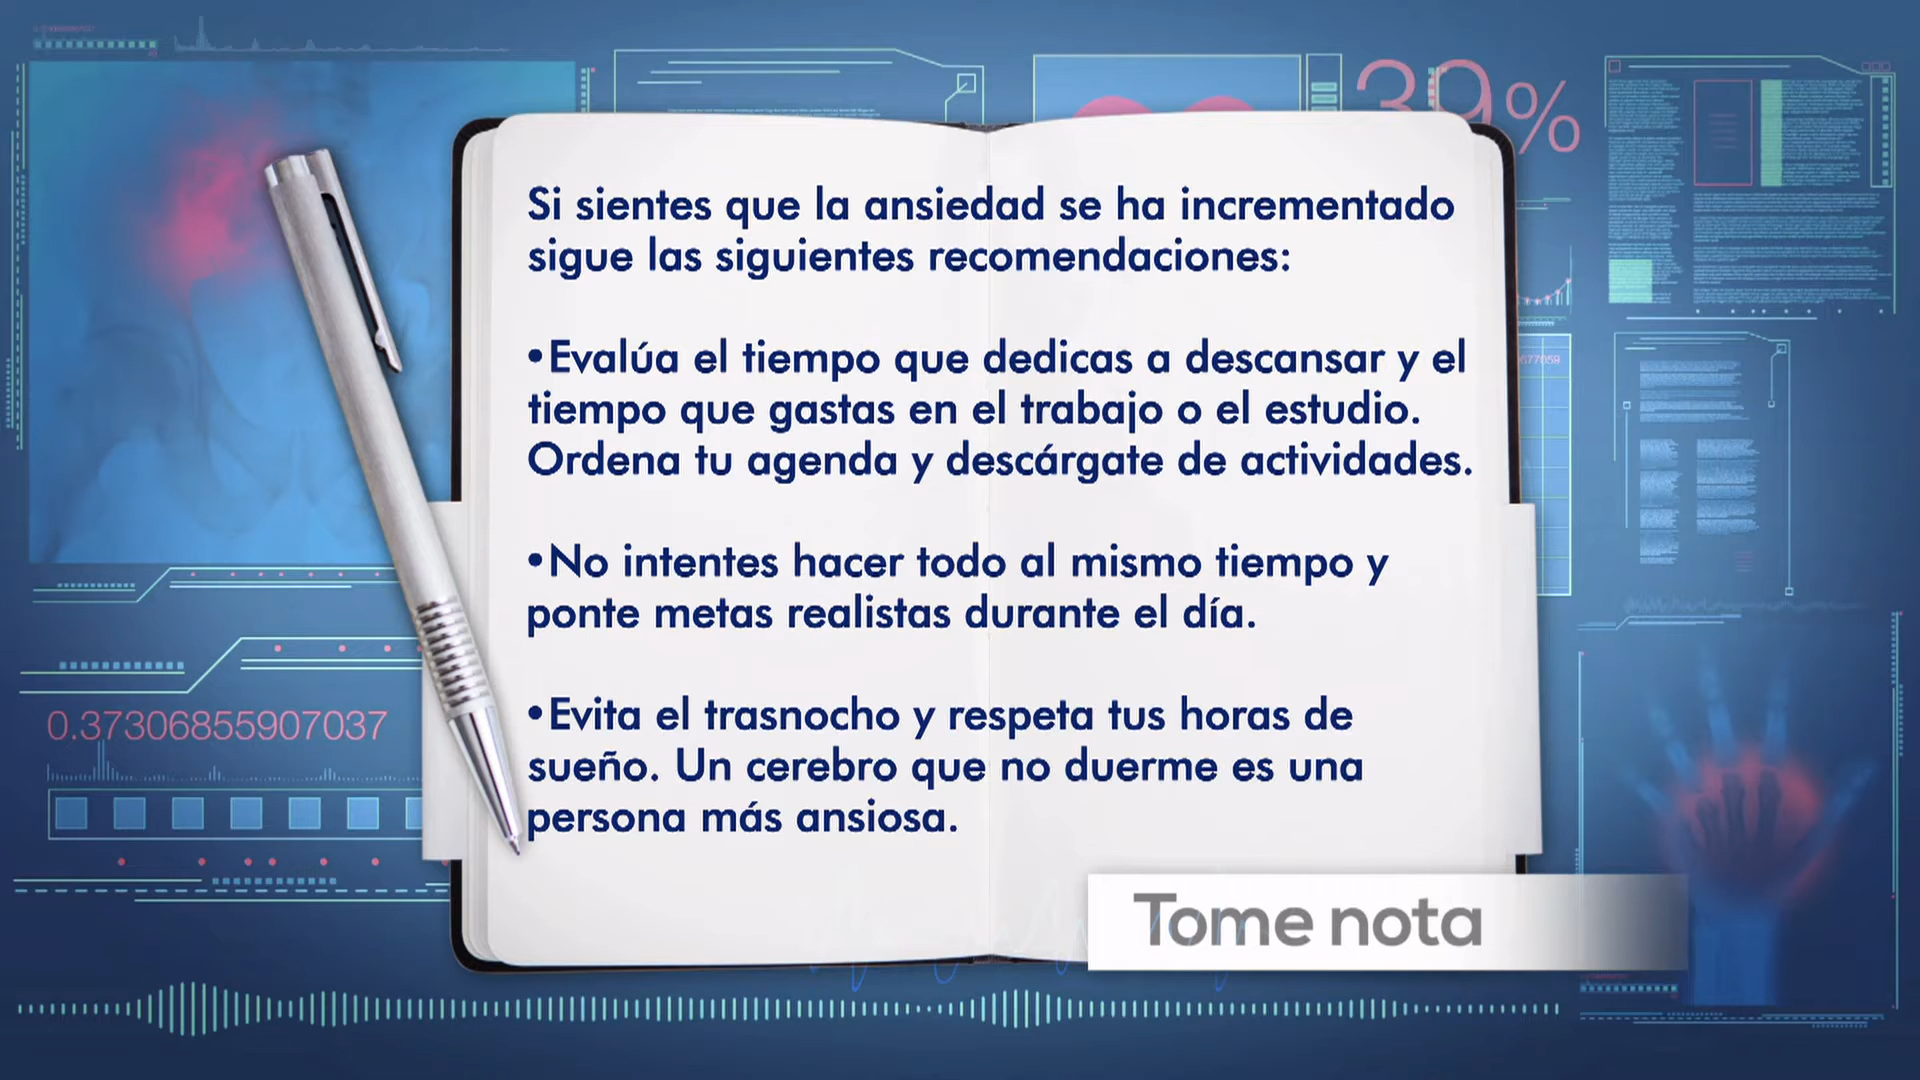 39%
Si sientes que la ansiedad se ha incrementado
sigue las siguientes recomendaciones:
•Evalúa el tiempo que dedicas a descansar y el
tiempo que gastas en el trabajo o el estudio.
Ordena tu agenda y descárgate de actividades.
•No intentes hacer todo al mismo tiempo y
ponte metas realistas durante el día.
•Evita el trasnocho y respeta tus horas de
sueño. Un cerebro que no duerme es una
persona más ansiosa.
0.37306855907037
Tome nota